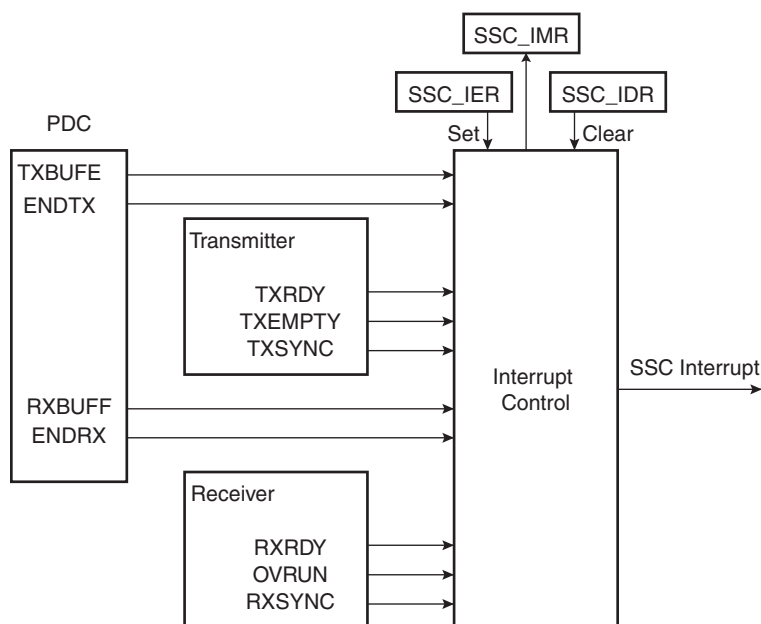 SSC_IMR
SSC_IER
SSC_IDR
Set
Clear
PDC
TXBUFE
ENDTX
Transmitter
TXRDY
TXEMPTY
TXSYNC
RXBUFF
ENDRX
Interrupt
Control
SSC Interrupt
Receiver
RXRDY
OVRUN
RXSYNC